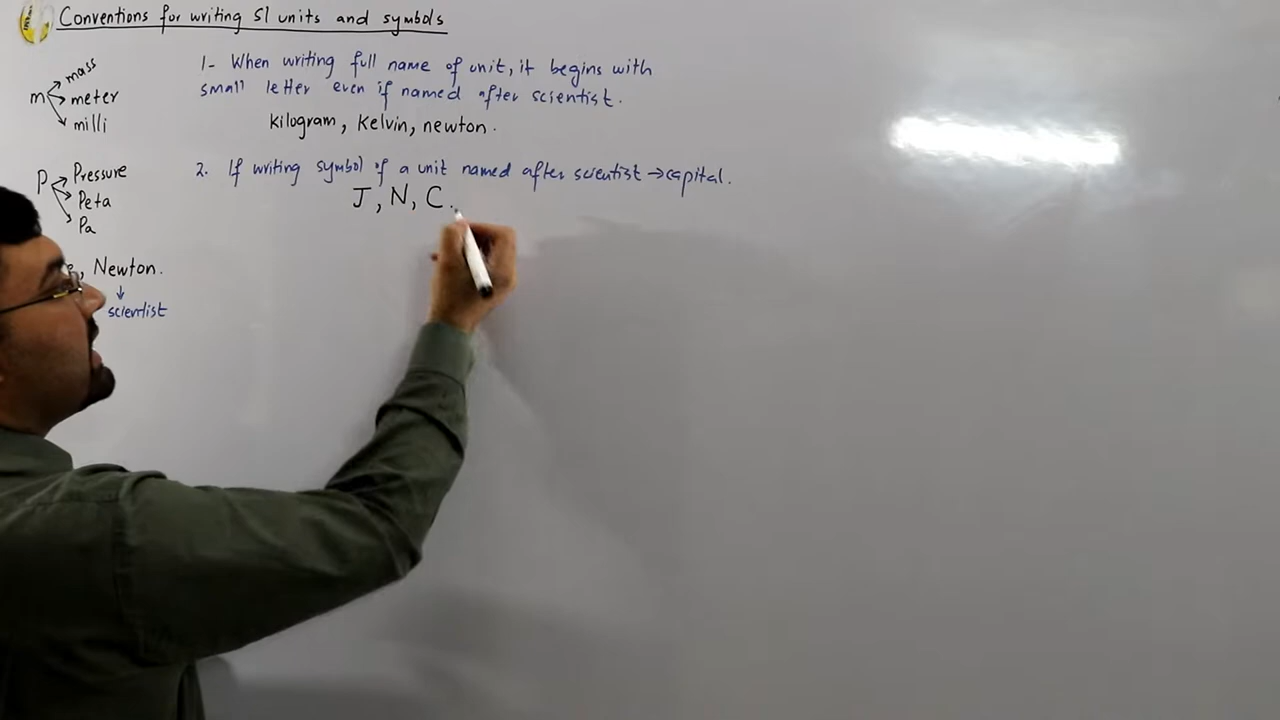 Conventions for writing SI units and symbols
1- When writing full name of unit, it begins with
small letter even if named after scientist.
kilogram, kelvin, newton.
2. If writing symbol of a unit named after scientist → capital.
J, N, C.
m → mass
→ meter
→ milli
P → Pressure
→ Peta
→ Pa
, Newton.
↓
scientist